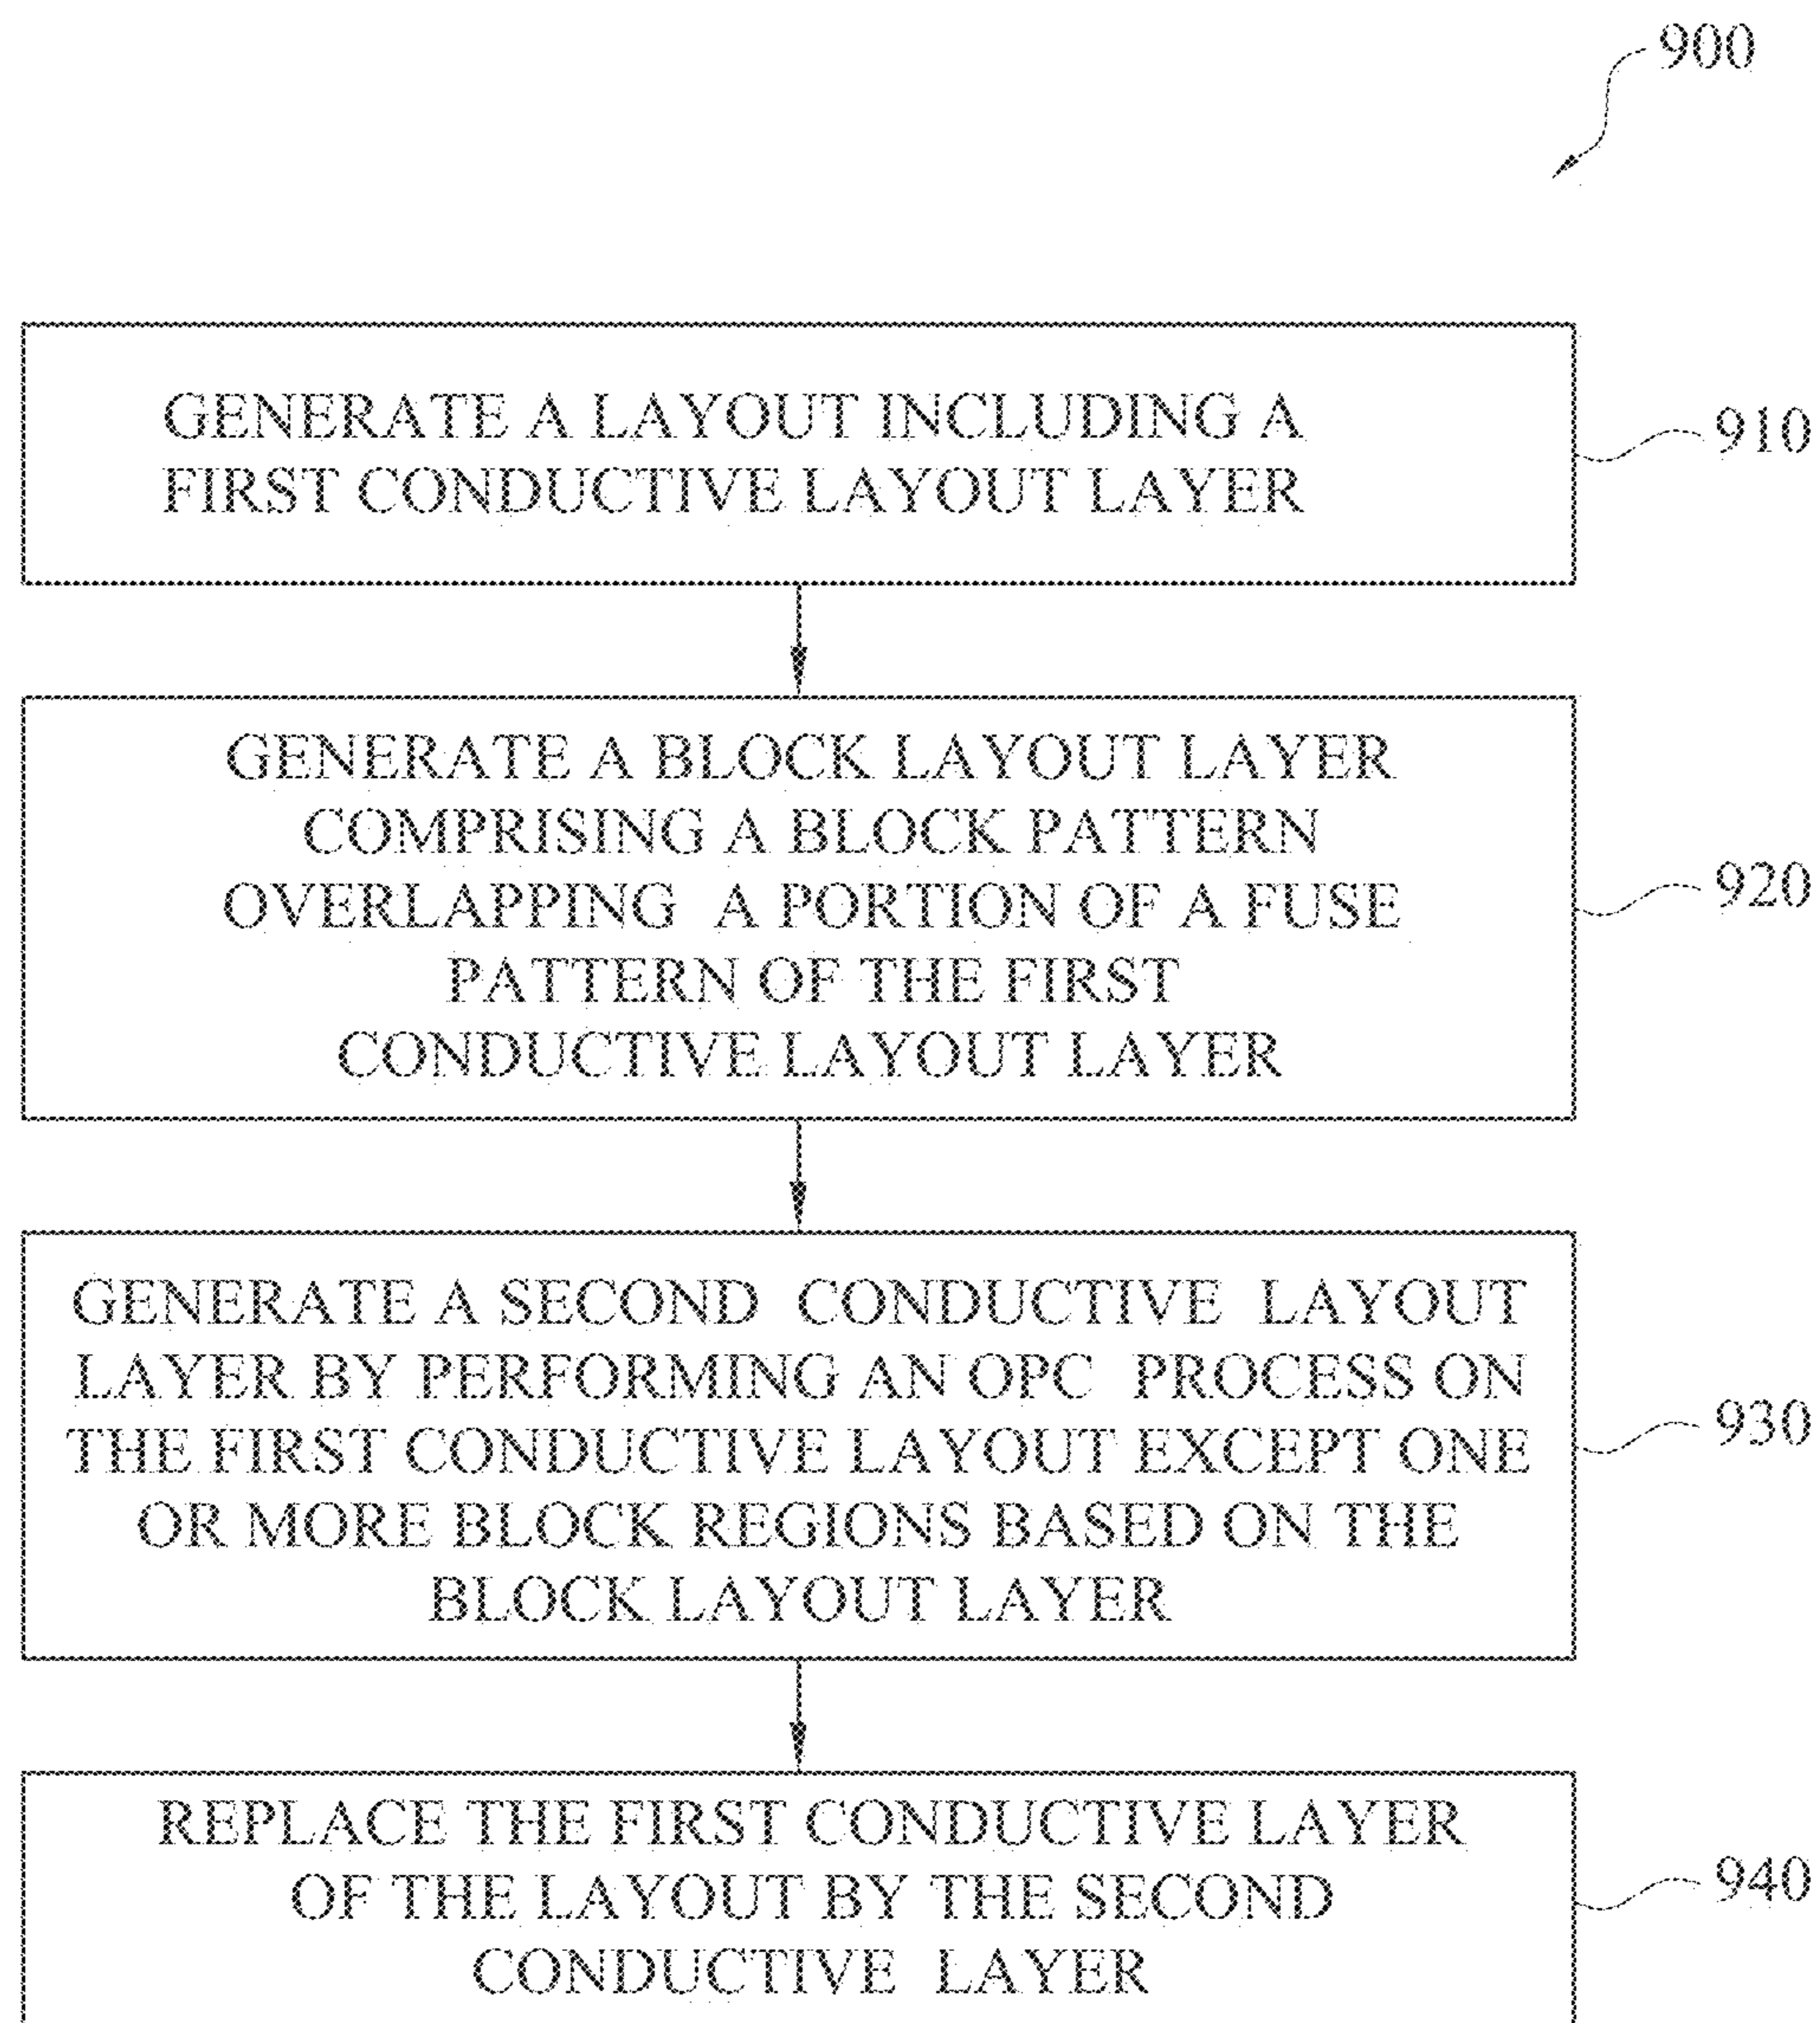 900
GENERATE A LAYOUT INCLUDING A
FIRST CONDUCTIVE LAYOUT LAYER
910
GENERATE A BLOCK LAYOUT LAYER
COMPRISING A BLOCK PATTERN
OVERLAPPING A PORTION OF A FUSE
PATTERN OF THE FIRST
CONDUCTIVE LAYOUT LAYER
920
GENERATE A SECOND CONDUCTIVE LAYOUT
LAYER BY PERFORMING AN OPC PROCESS ON
THE FIRST CONDUCTIVE LAYOUT EXCEPT ONE
OR MORE BLOCK REGIONS BASED ON THE
BLOCK LAYOUT LAYER
930
REPLACE THE FIRST CONDUCTIVE LAYER
OF THE LAYOUT BY THE SECOND
CONDUCTIVE LAYER
940